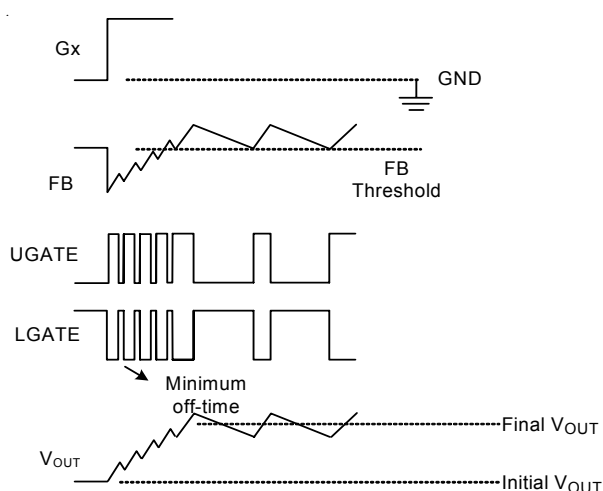 Gx
GND
FB
FB
Threshold
UGATE
LGATE
Minimum
off-time
VOUT
Final VOUT
Initial VOUT